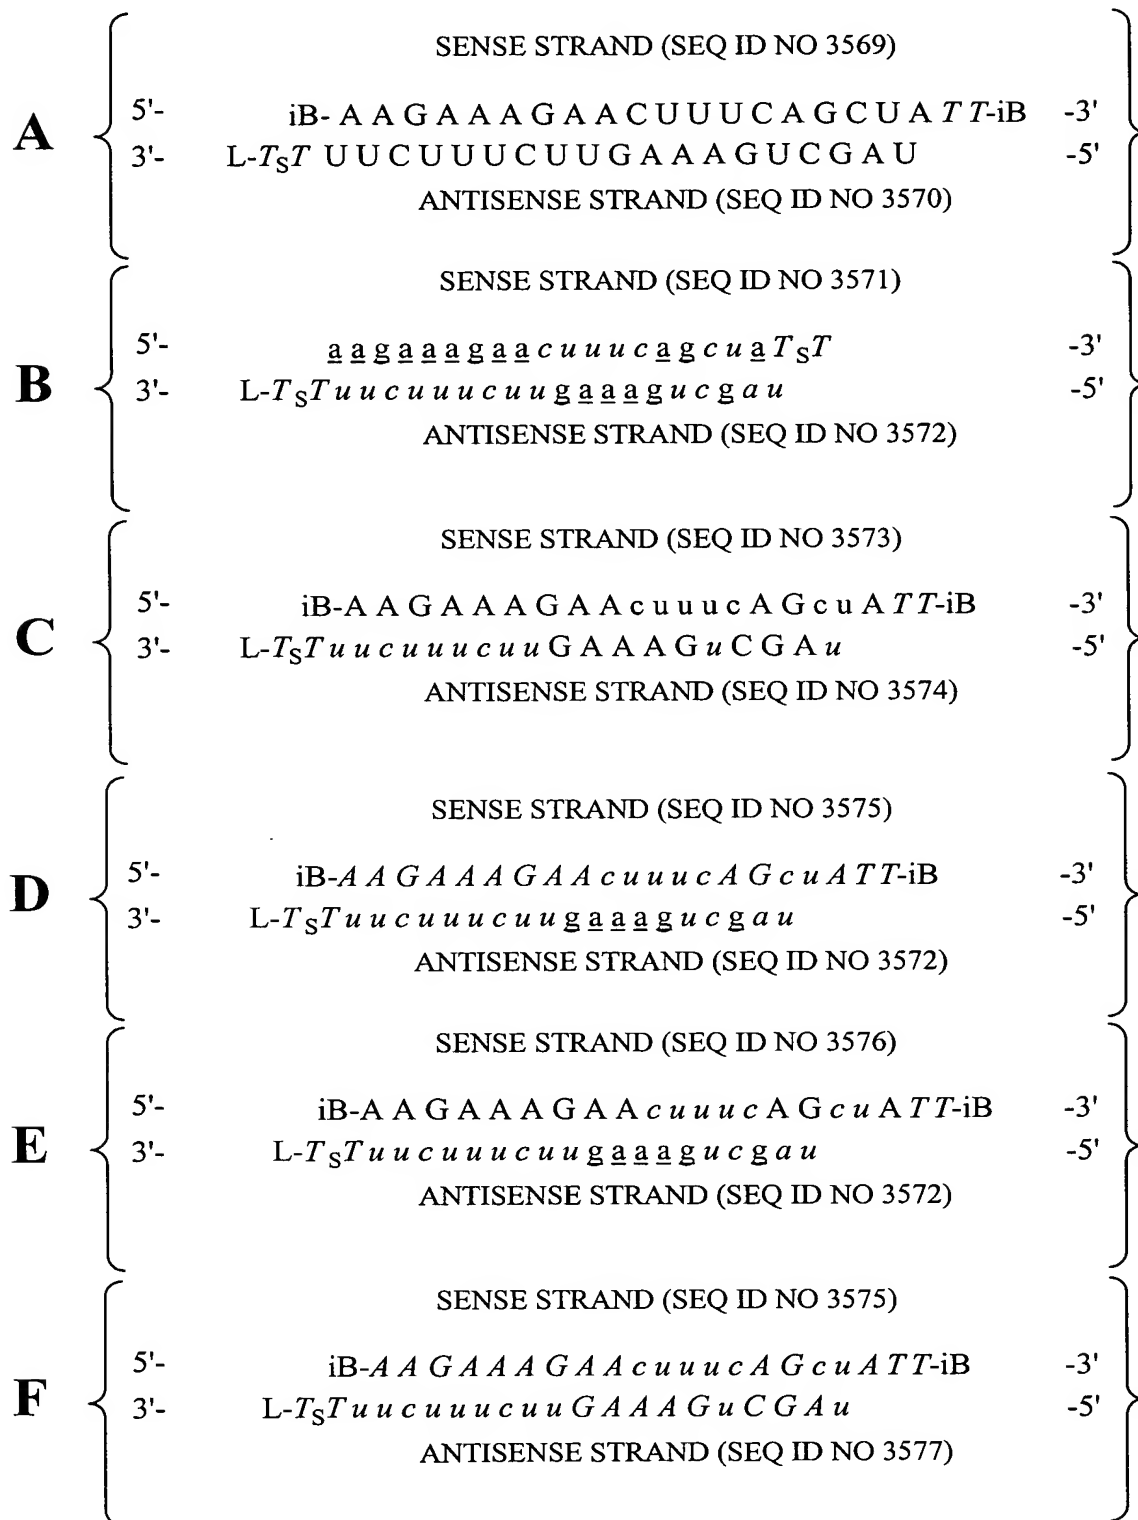 SENSE STRAND (SEQ ID NO 3569)
A
5'- iB- A A G A A A G A A C U U U C A G C U A T T-iB -3'
3'- L-TST U U C U U U C U U G A A A G U C G A U -5'
ANTISENSE STRAND (SEQ ID NO 3570)
SENSE STRAND (SEQ ID NO 3571)
B
5'- a a g a a a g a a c u u u c a g c u a TST -3'
3'- L-TST u u c u u u c u u g a a a g u c g a u -5'
ANTISENSE STRAND (SEQ ID NO 3572)
SENSE STRAND (SEQ ID NO 3573)
C
5'- iB-A A G A A A G A A c u u u c A G c u A T T-iB -3'
3'- L-TST u u c u u u c u u G A A A G u C G A u -5'
ANTISENSE STRAND (SEQ ID NO 3574)
SENSE STRAND (SEQ ID NO 3575)
D
5'- iB-A A G A A A G A A c u u u c A G c u A T T-iB -3'
3'- L-TST u u c u u u c u u g a a a g u c g a u -5'
ANTISENSE STRAND (SEQ ID NO 3572)
SENSE STRAND (SEQ ID NO 3576)
E
5'- iB-A A G A A A G A A c u u u c A G c u A T T-iB -3'
3'- L-TST u u c u u u c u u g a a a g u c g a u -5'
ANTISENSE STRAND (SEQ ID NO 3572)
SENSE STRAND (SEQ ID NO 3575)
F
5'- iB-A A G A A A G A A c u u u c A G c u A T T-iB -3'
3'- L-TST u u c u u u c u u G A A A G u C G A u -5'
ANTISENSE STRAND (SEQ ID NO 3577)